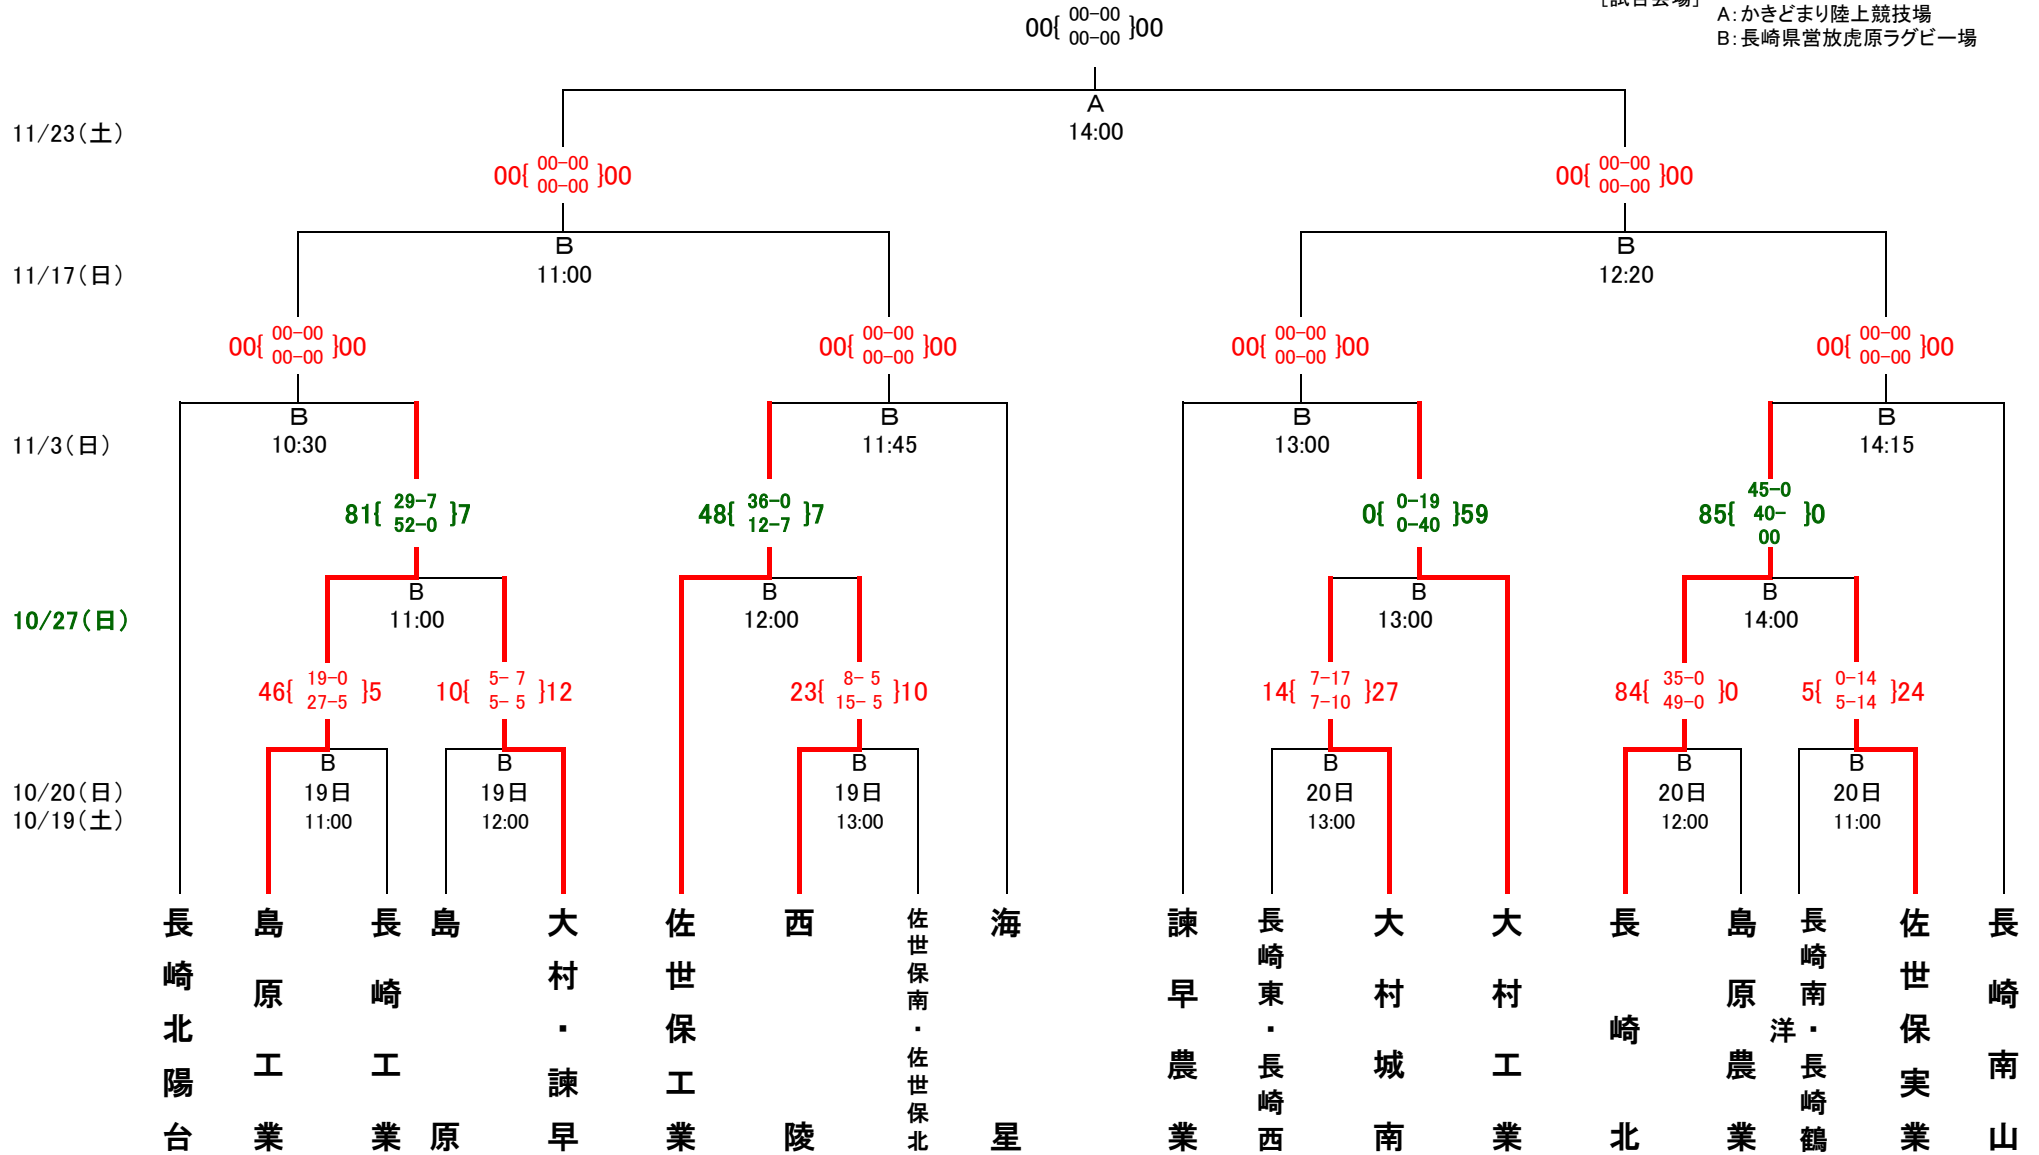 [試合会場]
A:かきどまり陸上競技場
B:長崎県営放虎原ラグビー場
00{ 00-00 }00
00-00
A
14:00
11/23(土)
00{ 00-00 }00
00-00
00{ 00-00 }00
00-00
B
11:00
B
12:20
11/17(日)
00{ 00-00 }00
00-00
00{ 00-00 }00
00-00
00{ 00-00 }00
00-00
00{ 00-00 }00
00-00
B
10:30
B
11:45
B
13:00
B
14:15
11/3(日)
81{ 29-7 }7
52-0
48{ 36-0 }7
12-7
0{ 0-19 }59
0-40
85{ 45-0 }0
40-
00
B
11:00
B
12:00
B
13:00
B
14:00
10/27(日)
46{ 19-0 }5
27-5
10{ 5- 7 }12
5- 5
23{ 8- 5 }10
15- 5
14{ 7-17 }27
7-10
84{ 35-0 }0
49-0
5{ 0-14 }24
5-14
B
19日
11:00
B
19日
12:00
B
19日
13:00
B
20日
13:00
B
20日
12:00
B
20日
11:00
10/20(日)
10/19(土)
長崎北陽台
島原工業
長崎工業
島原
大村・諫早
佐世保工業
西陵
佐世保南・佐世保北
海星
諫早農業
長崎東・長崎西
大村城南
大村工業
長崎北
島原農業
長崎南・長崎鶴
洋
佐世保実業
長崎南山